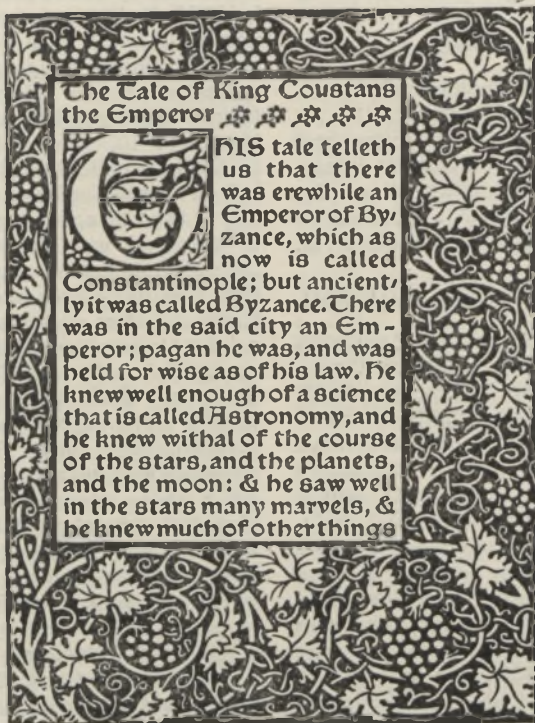 The Tale of King Coustans
the Emperor
THIS tale telleth
us that there
was erewhile an
Emperor of By,
zance, which as
now is called
Constantinople; but ancient,
ly it was called Byzance. There
was in the said city an Em-
peror; pagan he was, and was
held for wise as of his law. He
knew well enough of a science
that is called Astronomy, and
he knew withal of the course
of the stars, and the planets,
and the moon: & he saw well
in the stars many marvels, &
he knew much of other things